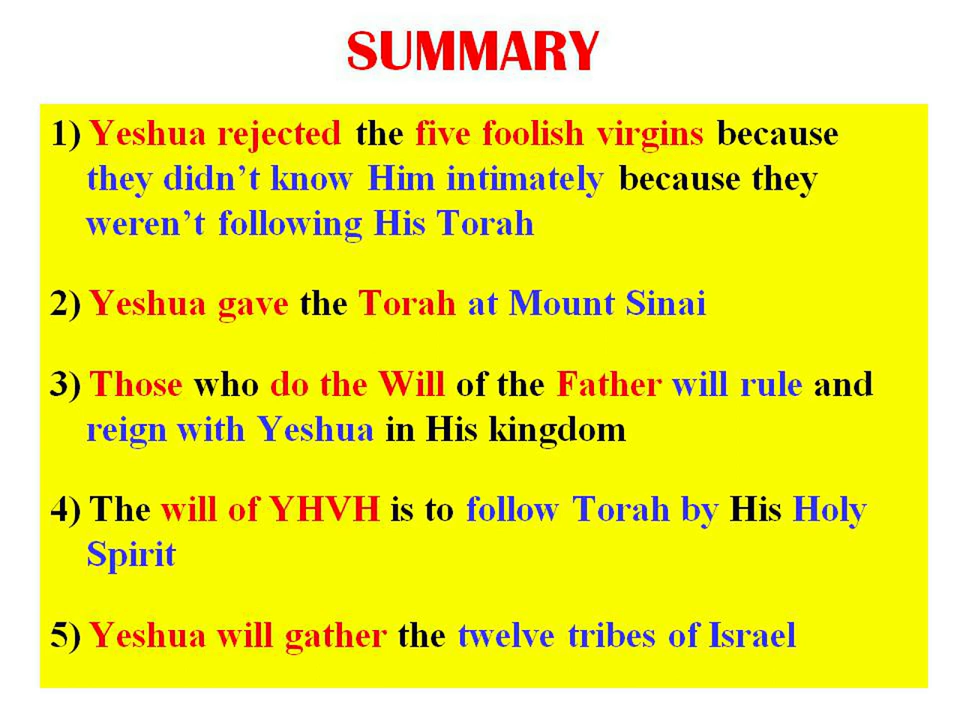 SUMMARY
1) Yeshua rejected the five foolish virgins because
they didn’t know Him intimately because they
weren’t following His Torah
2) Yeshua gave the Torah at Mount Sinai
3) Those who do the Will of the Father will rule and
reign with Yeshua in His kingdom
4) The will of YHVH is to follow Torah by His Holy
Spirit
5) Yeshua will gather the twelve tribes of Israel